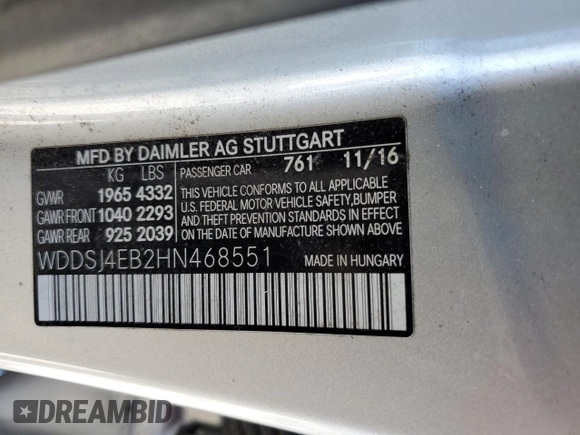 MFD BY DAIMLER AG STUTTGART
KG LBS PASSENGER CAR 761 11/16
GVWR 1965 4332 THIS VEHICLE CONFORMS TO ALL APPLICABLE
GAWR FRONT 1040 2293 U.S. FEDERAL MOTOR VEHICLE SAFETY,BUMPER
AND THEFT PREVENTION STANDARDS IN EFFECT
GAWR REAR 925 2039 ON THE DATE OF MANUFACTURE SHOWN ABOVE.
WDDSJ4EB2HN468551 MADE IN HUNGARY
DREAMBID